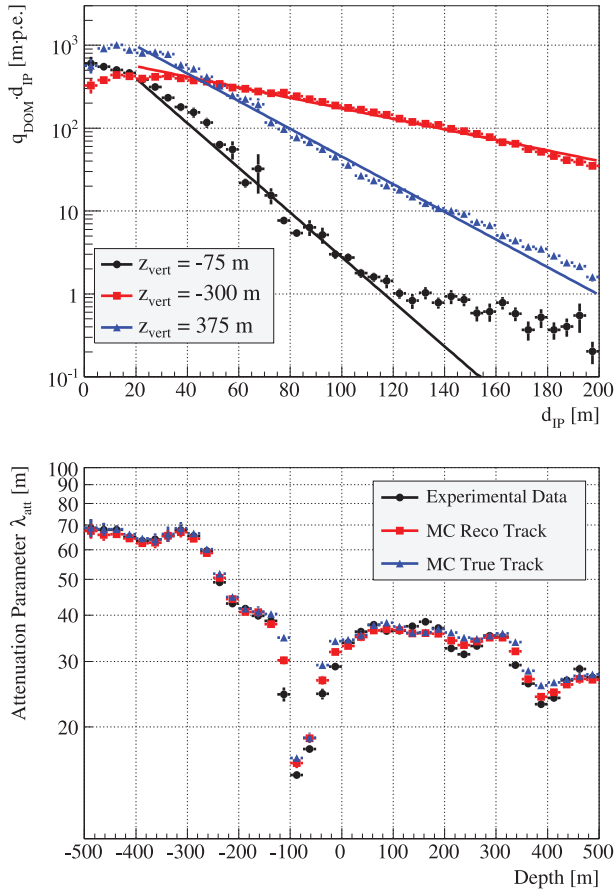 q_DOM·d_IP [m·p.e.]
10³
10²
10
1
10⁻¹
z_vert = -75 m
z_vert = -300 m
z_vert = 375 m
0 20 40 60 80 100 120 140 160 180 200
d_IP [m]
Attenuation Parameter λ_att [m]
100
90
80
70
60
50
40
30
20
Experimental Data
MC Reco Track
MC True Track
-500 -400 -300 -200 -100 0 100 200 300 400 500
Depth [m]